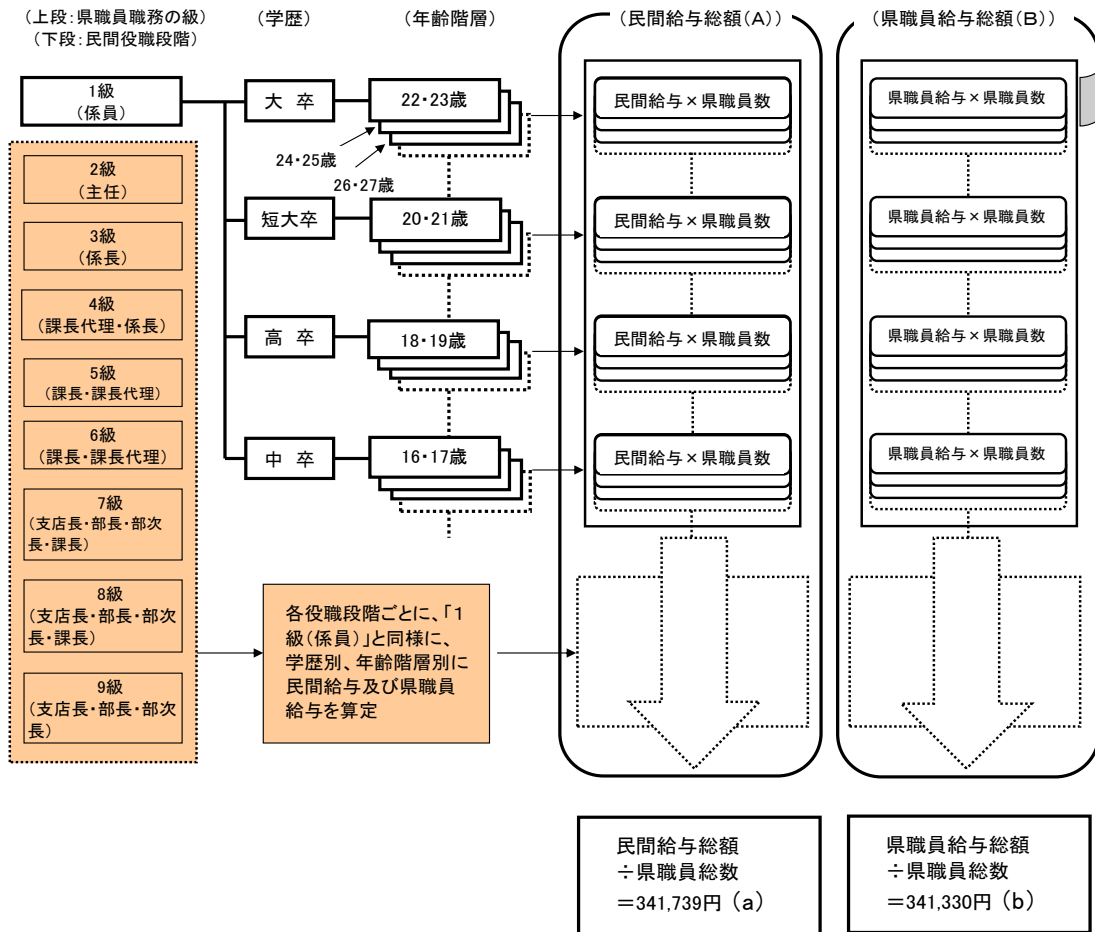 (上段:県職員職務の級)
(下段:民間役職段階)
(学歴)
(年齢階層)
(民間給与総額(A))
(県職員給与総額(B))
1級
(係員)
2級
(主任)
3級
(係長)
4級
(課長代理・係長)
5級
(課長・課長代理)
6級
(課長・課長代理)
7級
(支店長・部長・部次
長・課長)
8級
(支店長・部長・部次
長・課長)
9級
(支店長・部長・部次
長)
大 卒
短大卒
高 卒
中 卒
22・23歳
24・25歳
26・27歳
20・21歳
18・19歳
16・17歳
各役職段階ごとに、「1
級(係員)」と同様に、
学歴別、年齢階層別に
民間給与及び県職員
給与を算定
民間給与×県職員数
民間給与×県職員数
民間給与×県職員数
民間給与×県職員数
県職員給与×県職員数
県職員給与×県職員数
県職員給与×県職員数
県職員給与×県職員数
民間給与総額
÷県職員総数
=341,739円(a)
県職員給与総額
÷県職員総数
=341,330円(b)